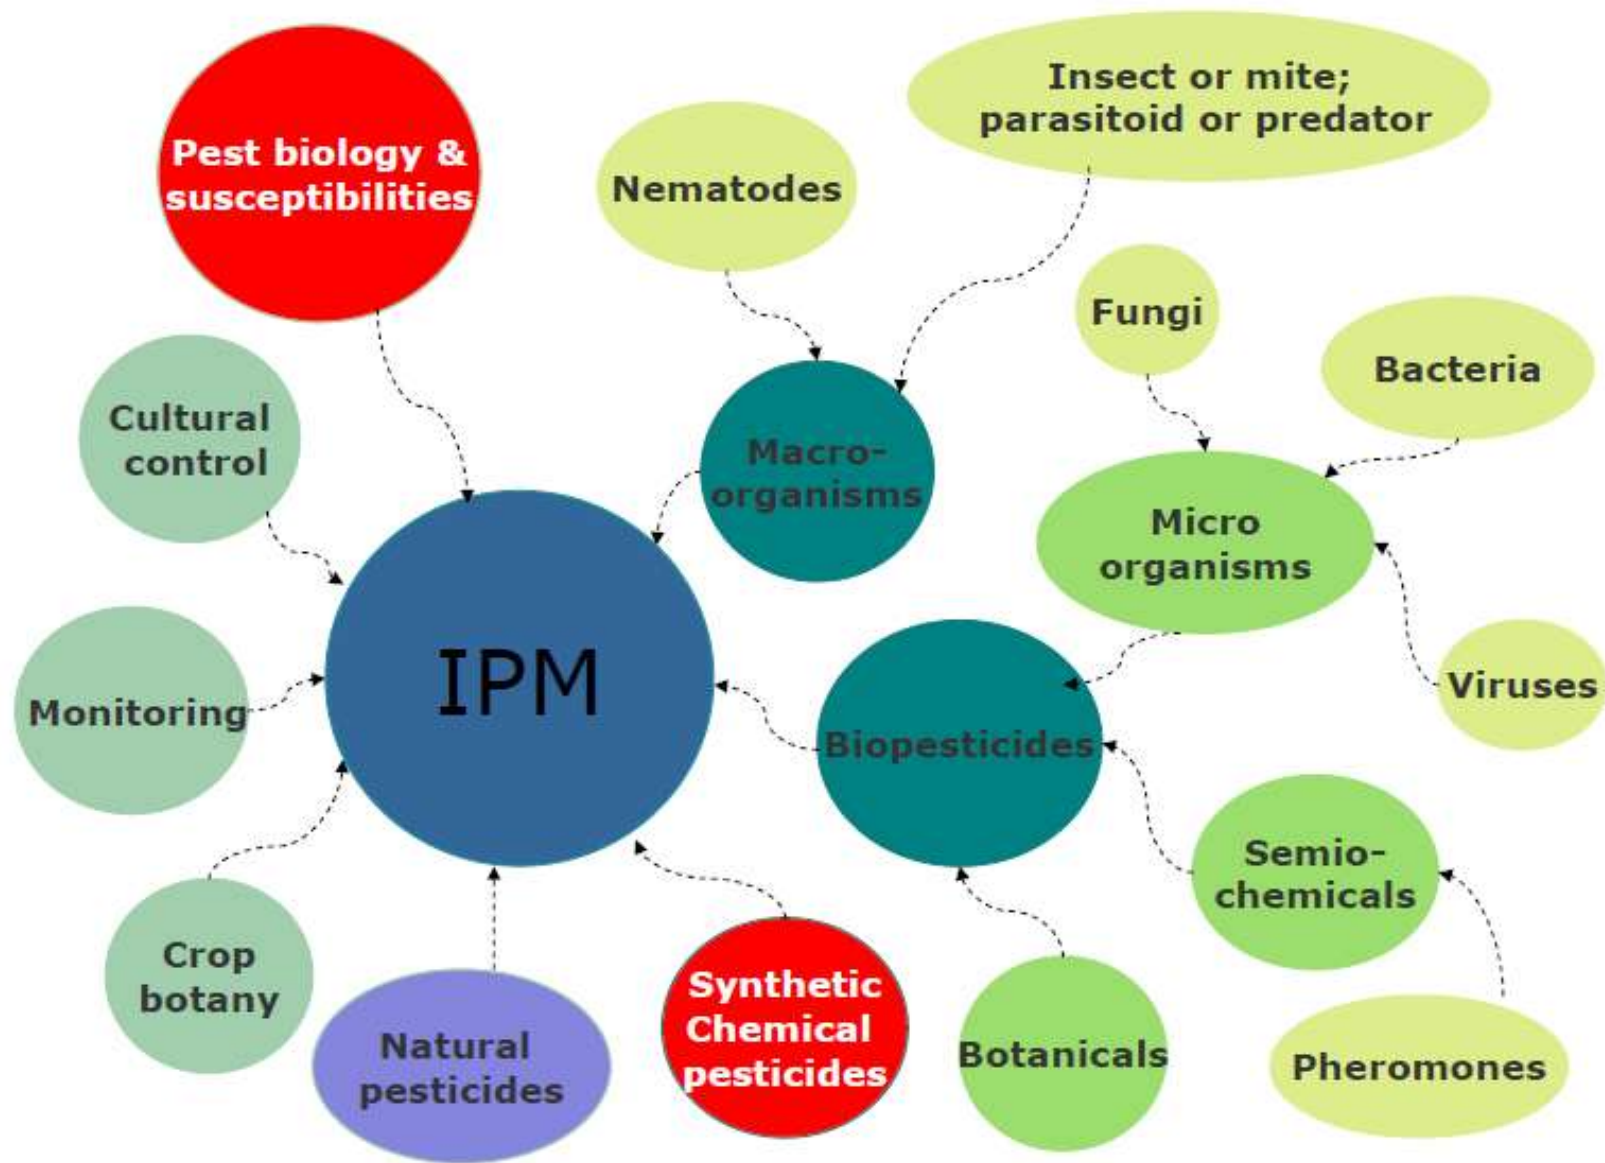 Insect or mite;
parasitoid or predator
Pest biology &
susceptibilities
Nematodes
Fungi
Bacteria
Cultural
control
Macro-
organisms
Micro
organisms
IPM
Monitoring
Viruses
Biopesticides
Semio-
chemicals
Crop
botany
Synthetic
Chemical
pesticides
Natural
pesticides
Botanicals
Pheromones